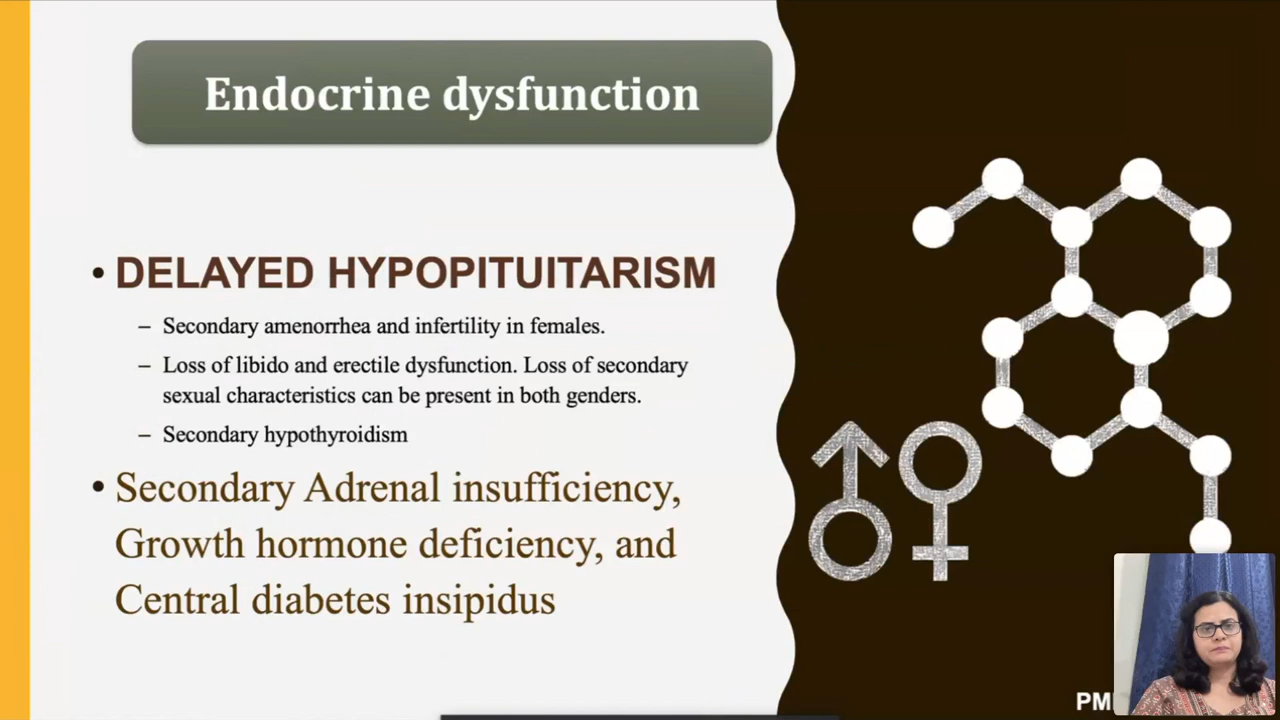 Endocrine dysfunction
• DELAYED HYPOPITUITARISM
– Secondary amenorrhea and infertility in females.
– Loss of libido and erectile dysfunction. Loss of secondary
sexual characteristics can be present in both genders.
– Secondary hypothyroidism
• Secondary Adrenal insufficiency,
Growth hormone deficiency, and
Central diabetes insipidus